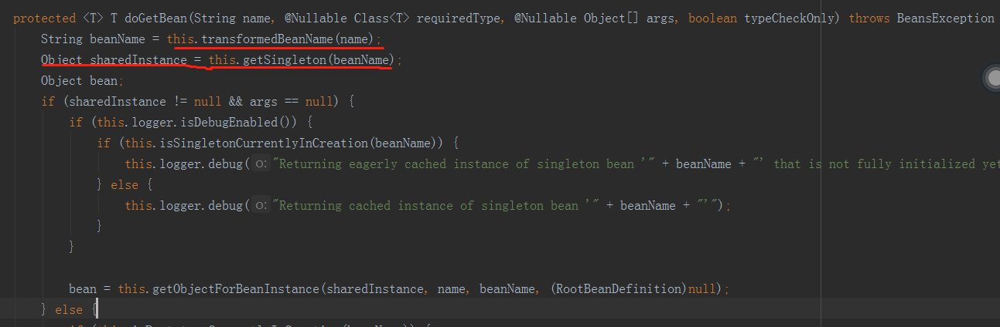 protected <T> T doGetBean(String name, @Nullable Class<T> requiredType, @Nullable Object[] args, boolean typeCheckOnly) throws BeansException
String beanName = this.transformedBeanName(name);
Object sharedInstance = this.getSingleton(beanName);
Object bean;
if (sharedInstance != null && args == null) {
if (this.logger.isDebugEnabled()) {
if (this.isSingletonCurrentlyInCreation(beanName)) {
this.logger.debug( o: "Returning eagerly cached instance of singleton bean '" + beanName + "' that is not fully initialized yet
} else {
this.logger.debug( o: "Returning cached instance of singleton bean '" + beanName + "'");
}
}
bean = this.getObjectForBeanInstance(sharedInstance, name, beanName, (RootBeanDefinition)null);
} else {